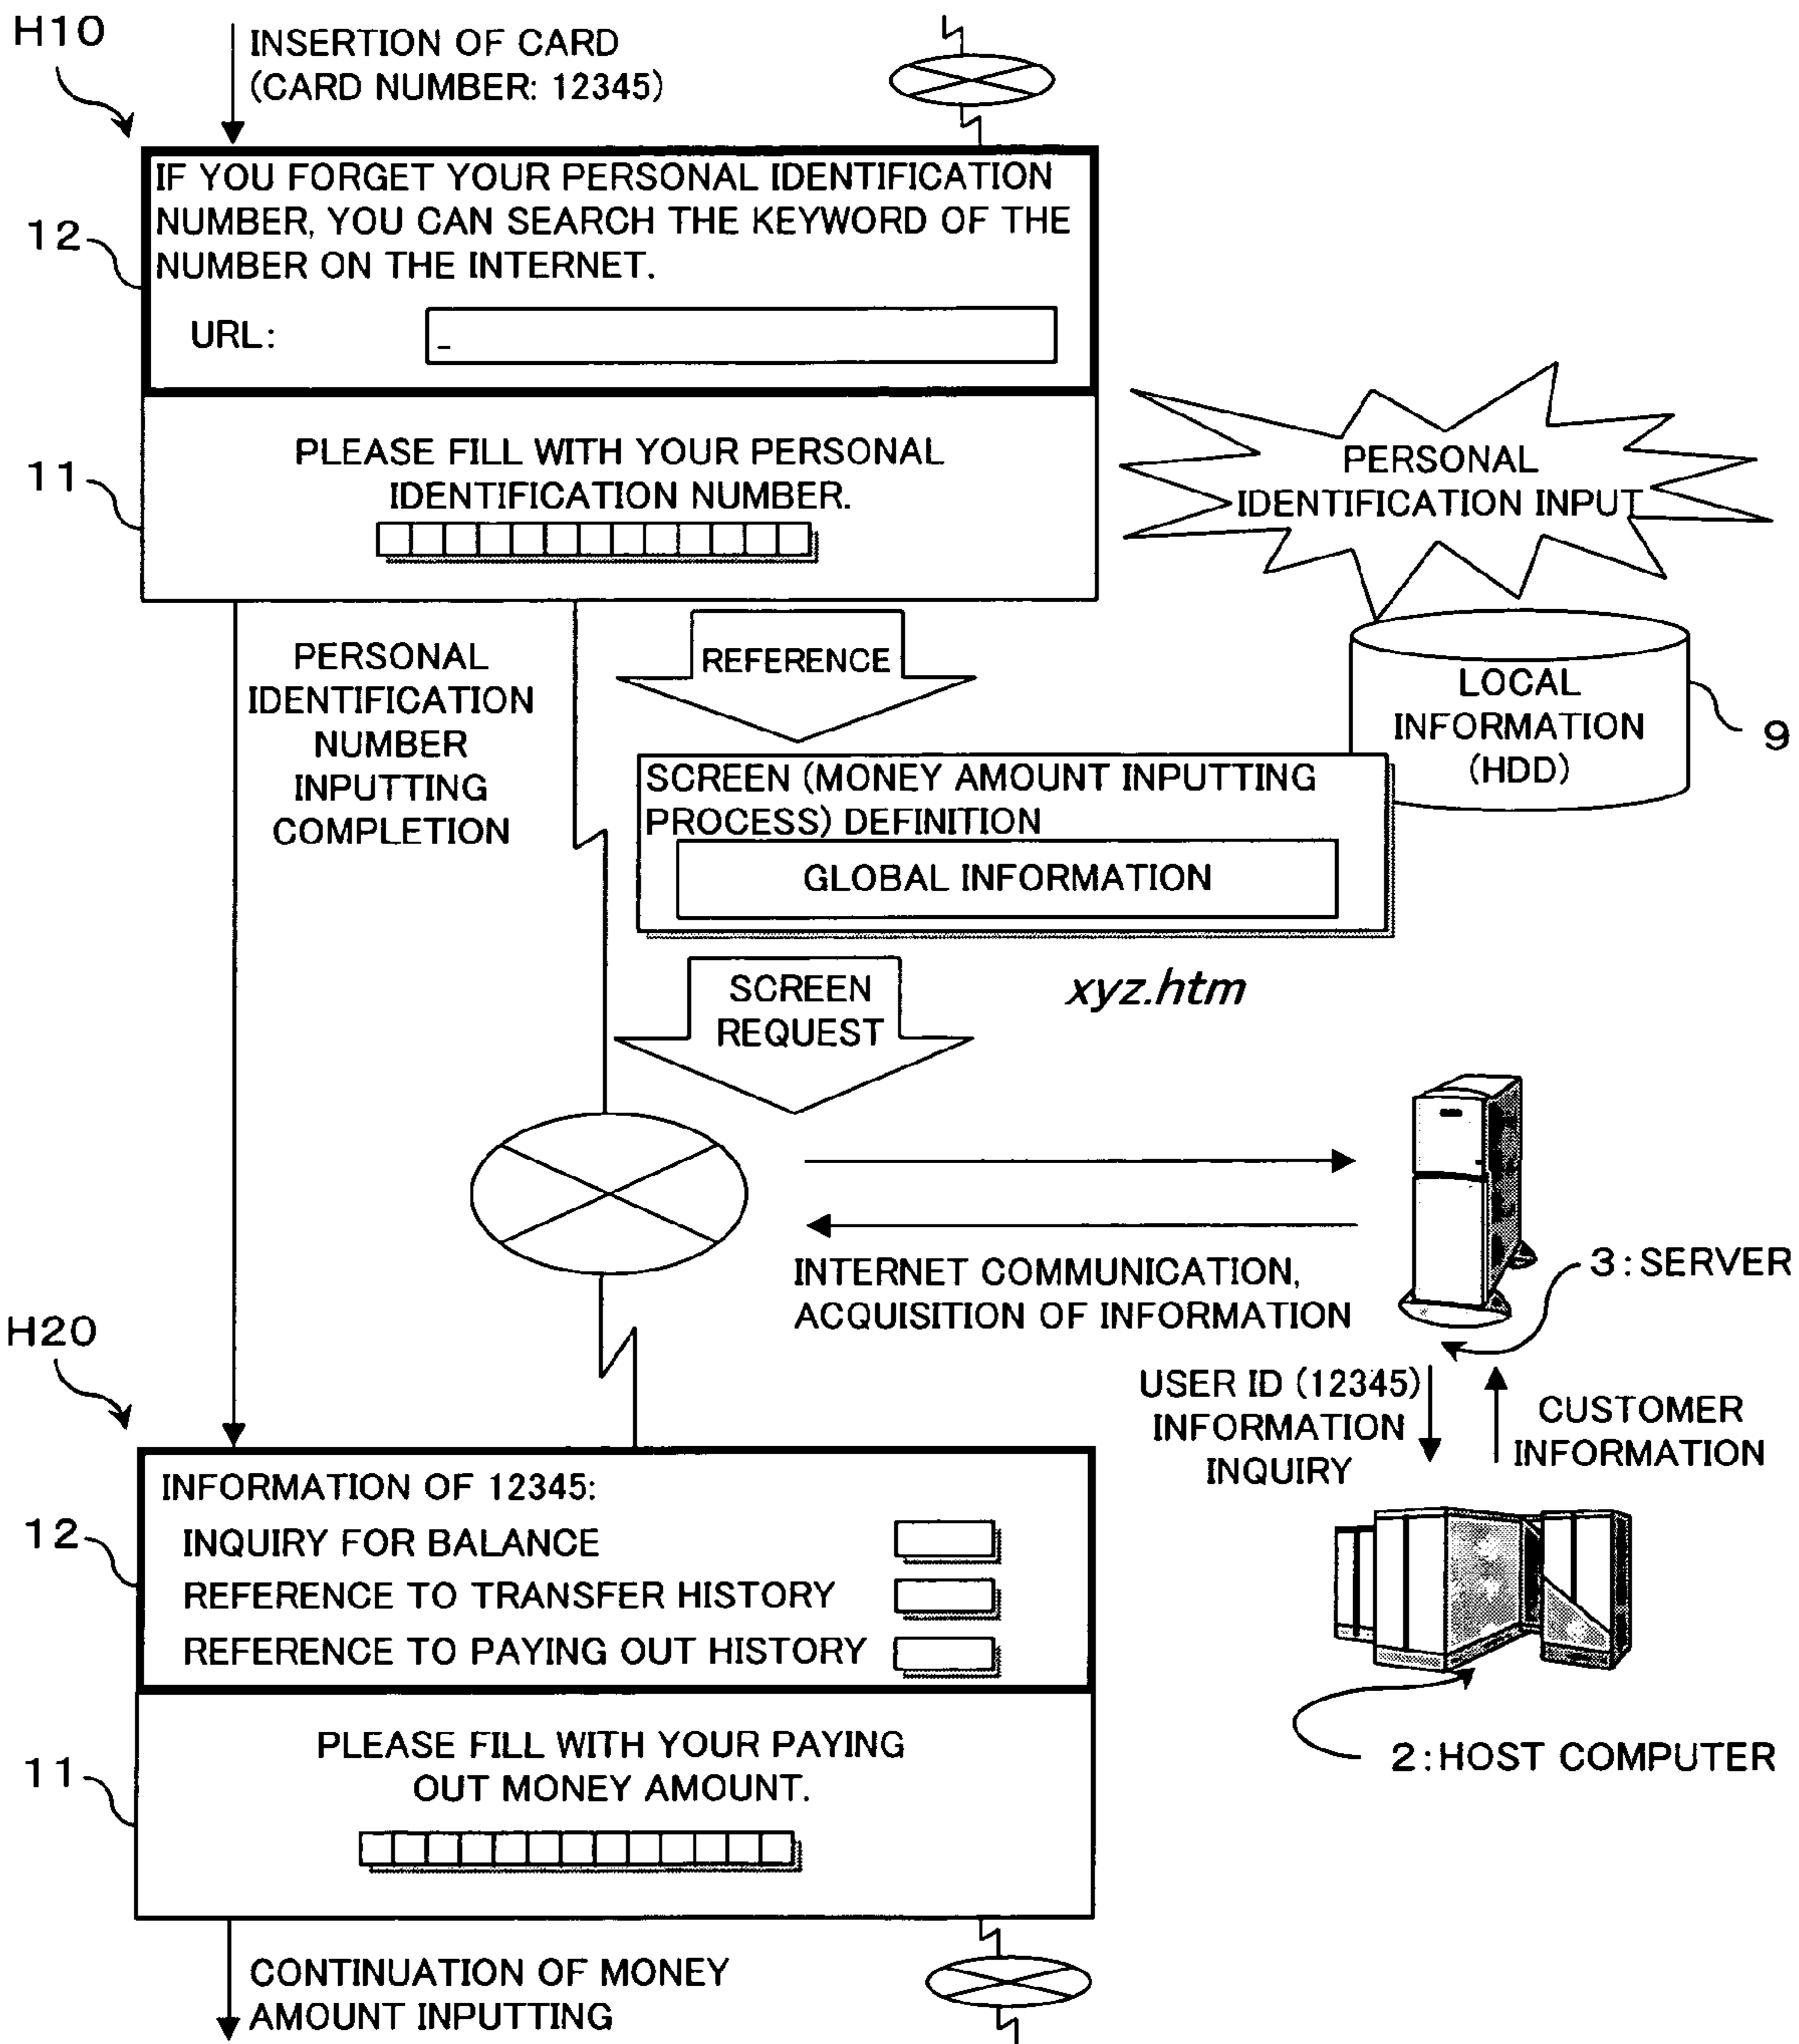 H10
INSERTION OF CARD
(CARD NUMBER: 12345)
IF YOU FORGET YOUR PERSONAL IDENTIFICATION
NUMBER, YOU CAN SEARCH THE KEYWORD OF THE
NUMBER ON THE INTERNET.
12
URL:
_
PLEASE FILL WITH YOUR PERSONAL
IDENTIFICATION NUMBER.
11
PERSONAL
IDENTIFICATION INPUT
PERSONAL
IDENTIFICATION
NUMBER
INPUTTING
COMPLETION
REFERENCE
LOCAL
INFORMATION
(HDD)
9
SCREEN (MONEY AMOUNT INPUTTING
PROCESS) DEFINITION
GLOBAL INFORMATION
xyz.htm
SCREEN
REQUEST
INTERNET COMMUNICATION,
ACQUISITION OF INFORMATION
3:SERVER
USER ID (12345)
INFORMATION
INQUIRY
CUSTOMER
INFORMATION
2:HOST COMPUTER
H20
INFORMATION OF 12345:
INQUIRY FOR BALANCE
REFERENCE TO TRANSFER HISTORY
REFERENCE TO PAYING OUT HISTORY
12
PLEASE FILL WITH YOUR PAYING
OUT MONEY AMOUNT.
11
CONTINUATION OF MONEY
AMOUNT INPUTTING